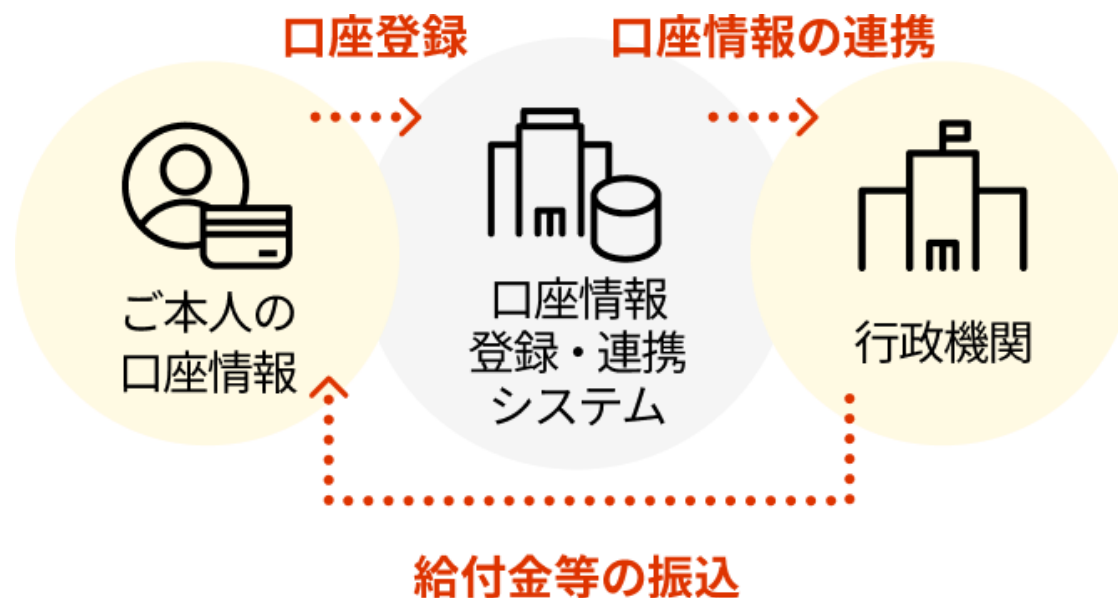 口座登録
口座情報の連携
ご本人の
口座情報
口座情報
登録・連携
システム
行政機関
給付金等の振込